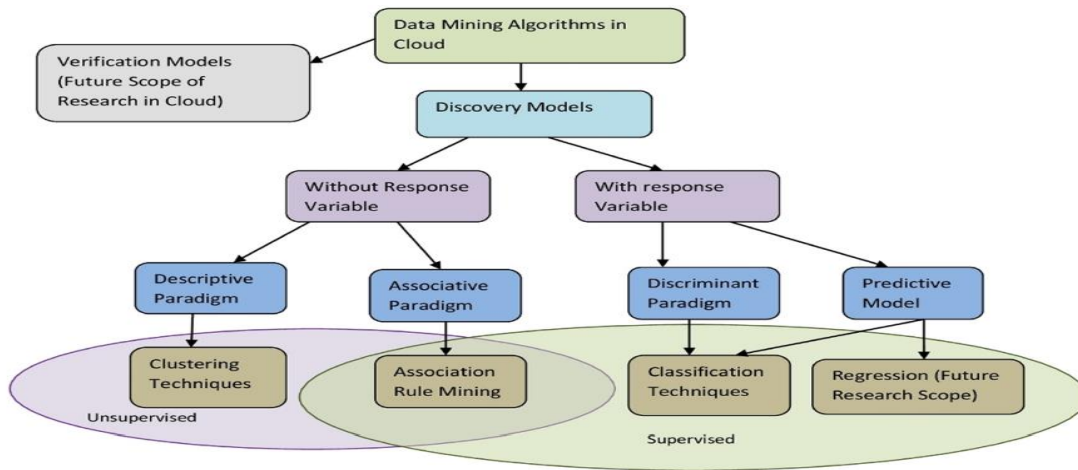 Data Mining Algorithms in
Cloud
Verification Models
(Future Scope of
Research in Cloud)
Discovery Models
Without Response
Variable
With response
Variable
Descriptive
Paradigm
Associative
Paradigm
Discriminant
Paradigm
Predictive
Model
Clustering
Techniques
Association
Rule Mining
Classification
Techniques
Regression (Future
Research Scope)
Unsupervised
Supervised